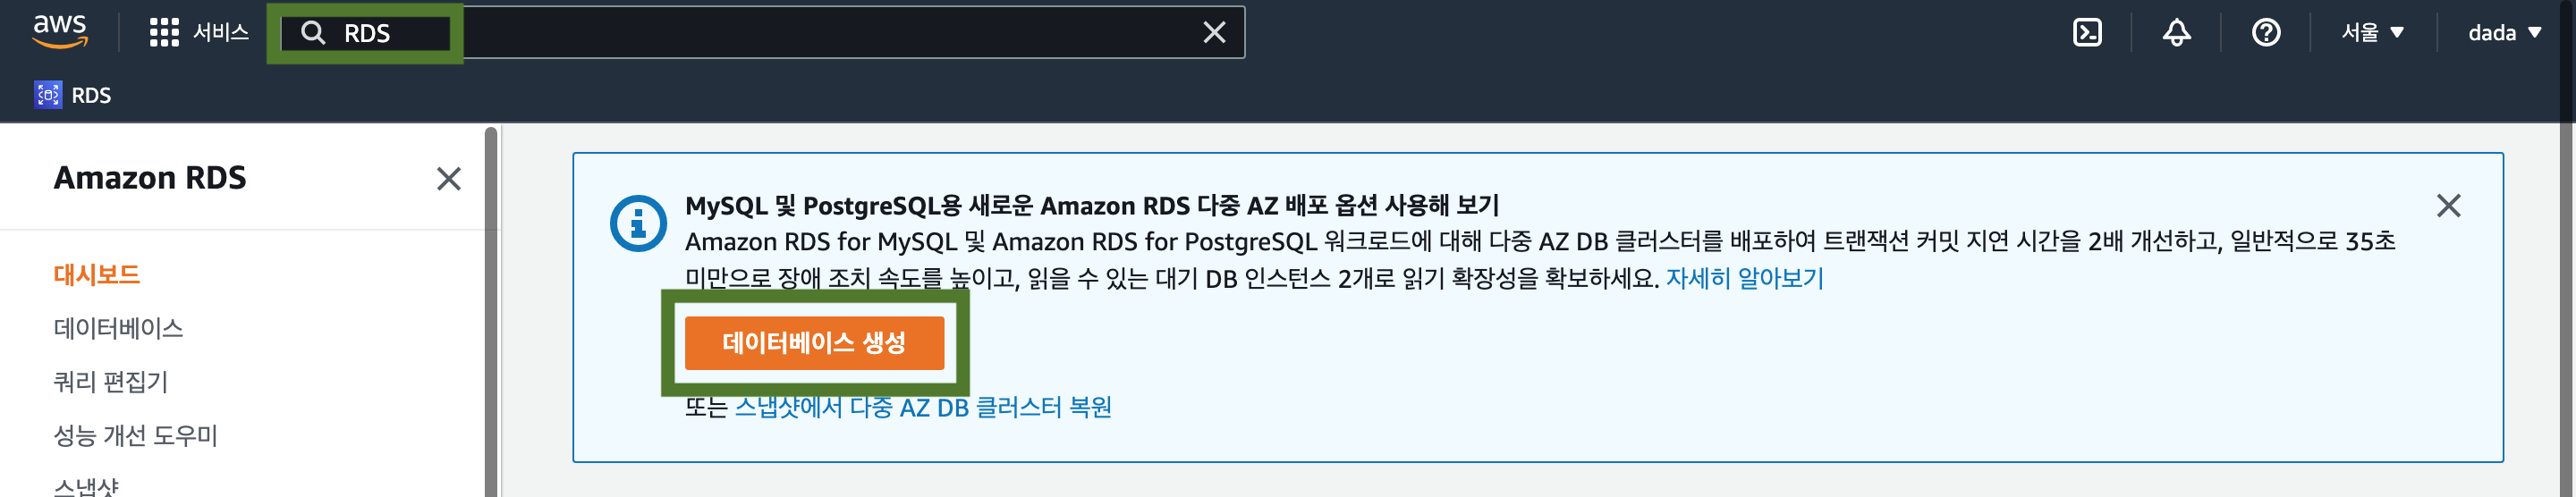 aws
서비스
RDS
서울
dada
RDS
Amazon RDS
대시보드
데이터베이스
쿼리 편집기
성능 개선 도우미
스냅샷
MySQL 및 PostgreSQL용 새로운 Amazon RDS 다중 AZ 배포 옵션 사용해 보기
Amazon RDS for MySQL 및 Amazon RDS for PostgreSQL 워크로드에 대해 다중 AZ DB 클러스터를 배포하여 트랜잭션 커밋 지연 시간을 2배 개선하고, 일반적으로 35초
미만으로 장애 조치 속도를 높이고, 읽을 수 있는 대기 DB 인스턴스 2개로 읽기 확장성을 확보하세요. 자세히 알아보기
데이터베이스 생성
또는 스냅샷에서 다중 AZ DB 클러스터 복원